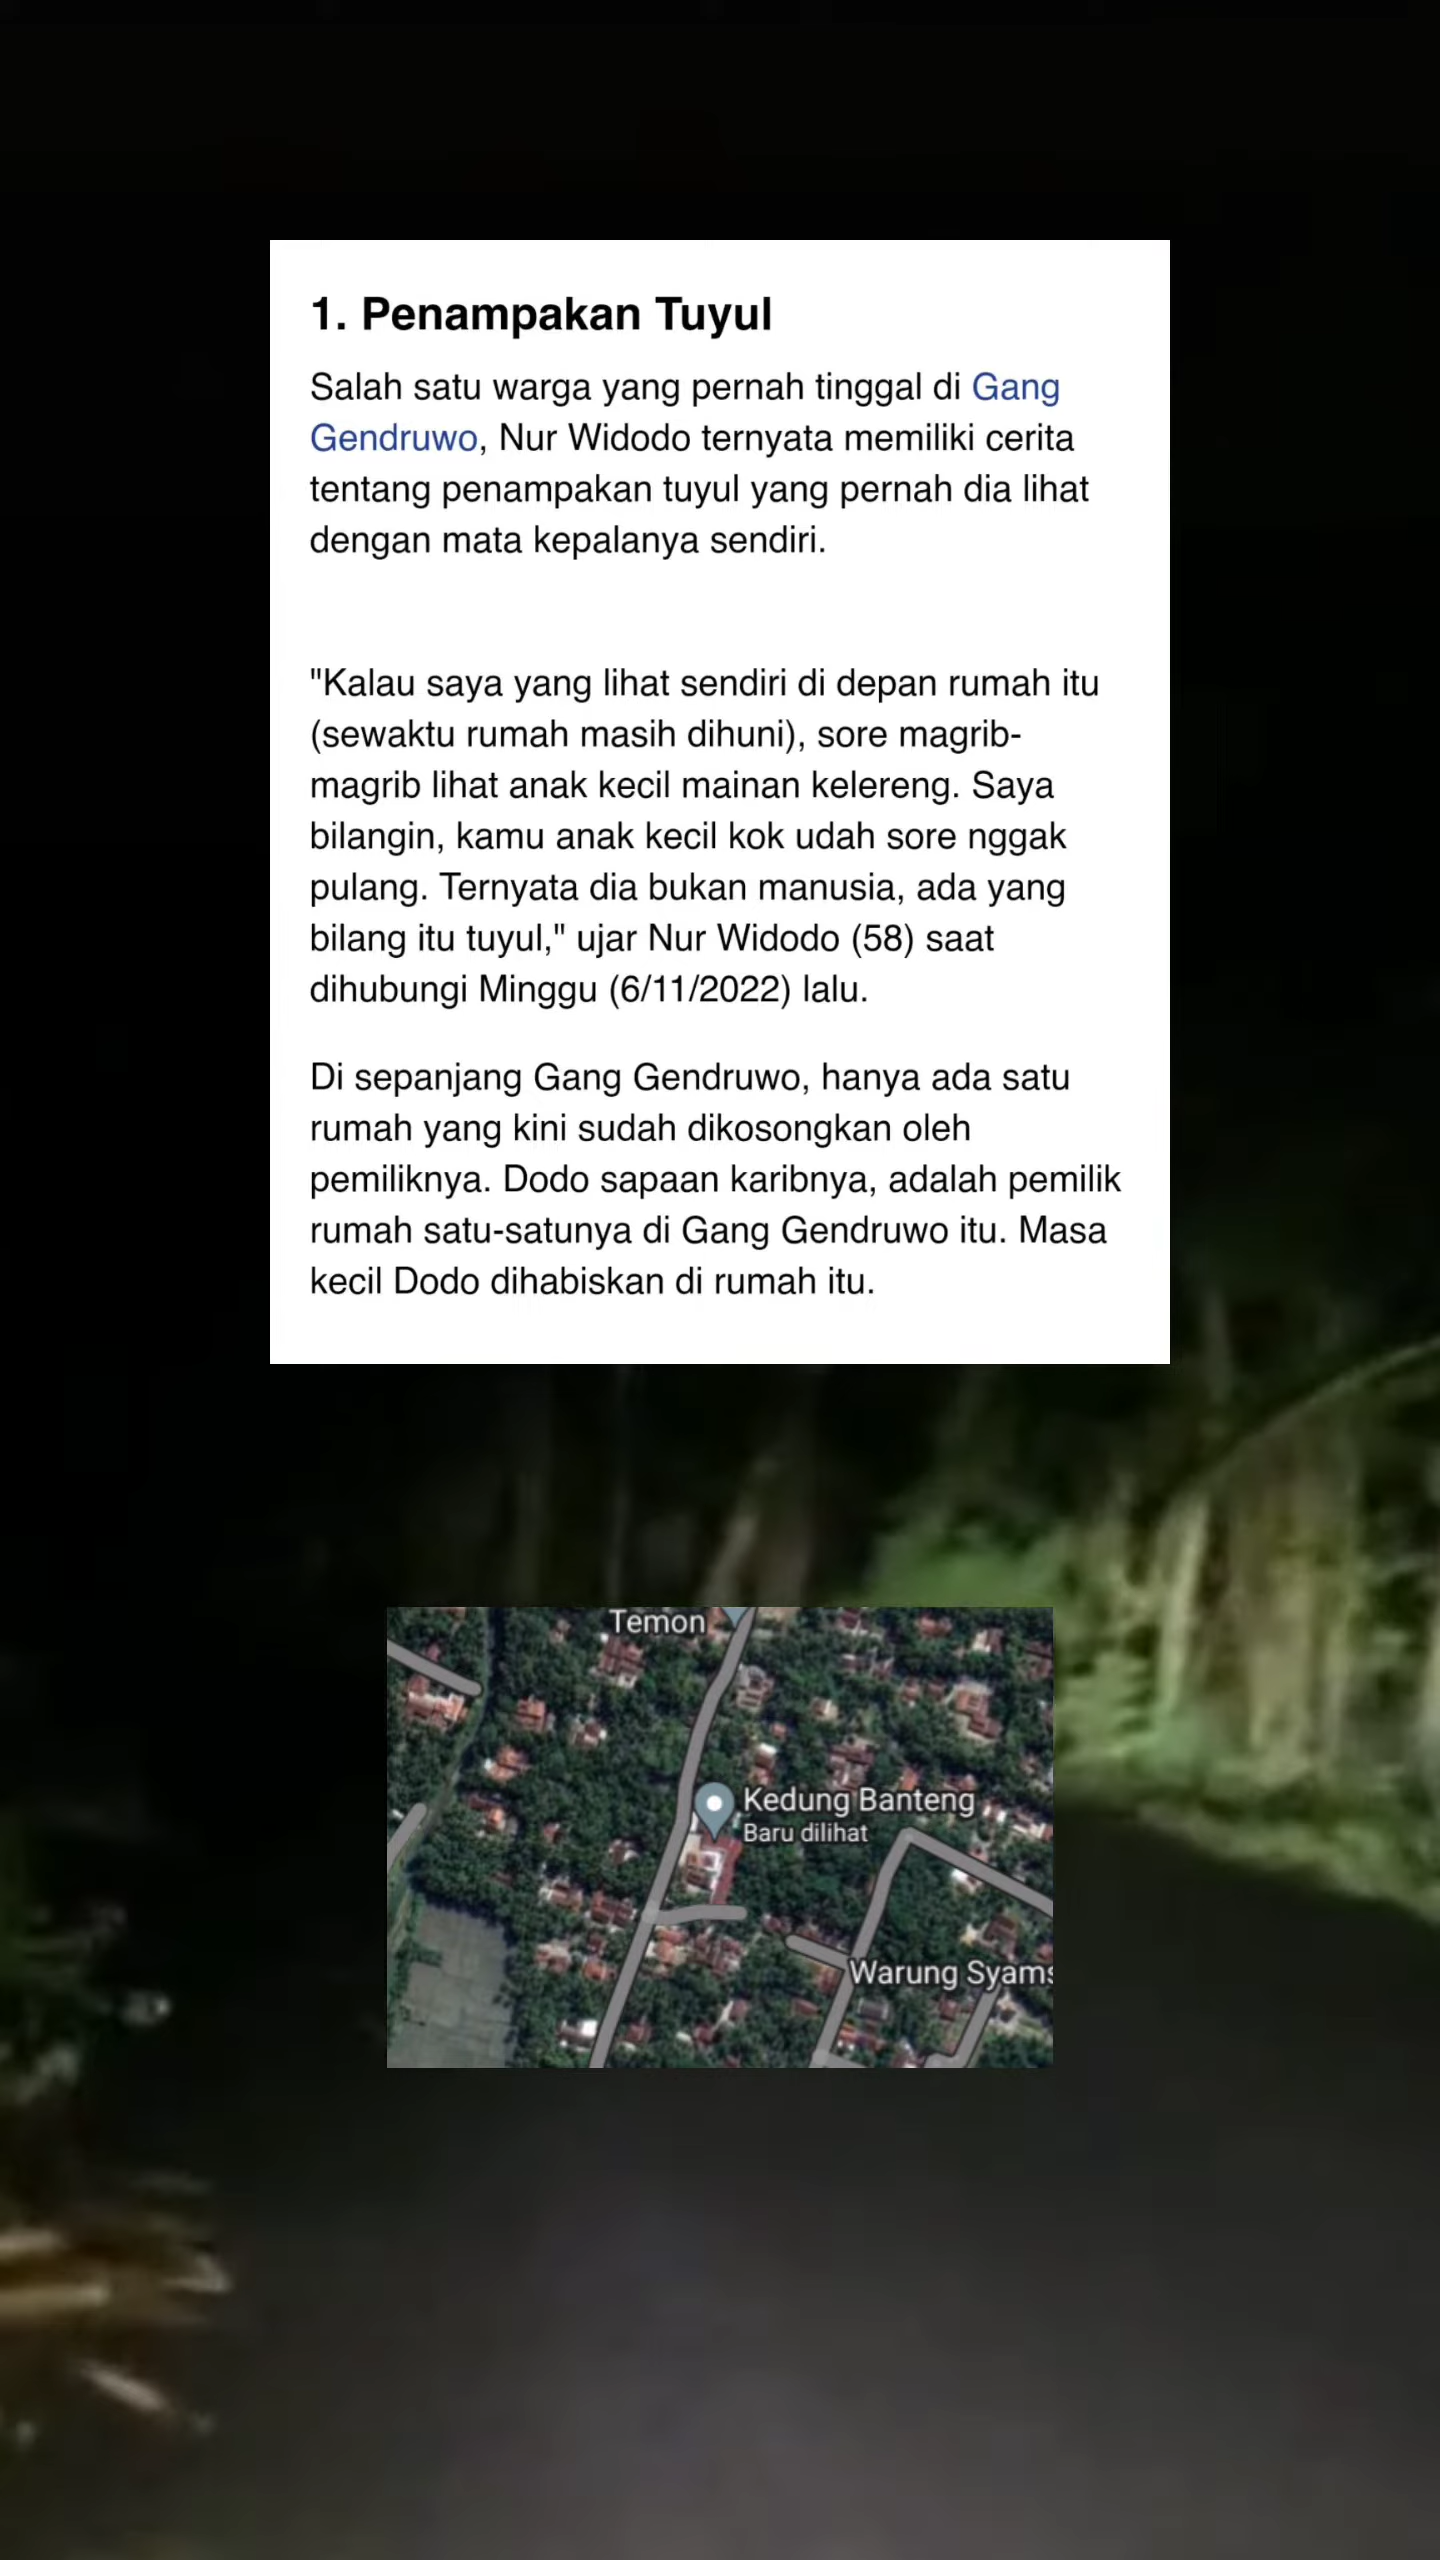 1. Penampakan Tuyul
Salah satu warga yang pernah tinggal di Gang
Gendruwo, Nur Widodo ternyata memiliki cerita
tentang penampakan tuyul yang pernah dia lihat
dengan mata kepalanya sendiri.
"Kalau saya yang lihat sendiri di depan rumah itu
(sewaktu rumah masih dihuni), sore magrib-
magrib lihat anak kecil mainan kelereng. Saya
bilangin, kamu anak kecil kok udah sore nggak
pulang. Ternyata dia bukan manusia, ada yang
bilang itu tuyul," ujar Nur Widodo (58) saat
dihubungi Minggu (6/11/2022) lalu.
Di sepanjang Gang Gendruwo, hanya ada satu
rumah yang kini sudah dikosongkan oleh
pemiliknya. Dodo sapaan karibnya, adalah pemilik
rumah satu-satunya di Gang Gendruwo itu. Masa
kecil Dodo dihabiskan di rumah itu.
Temon
Kedung Banteng
Baru dilihat
Warung Syams